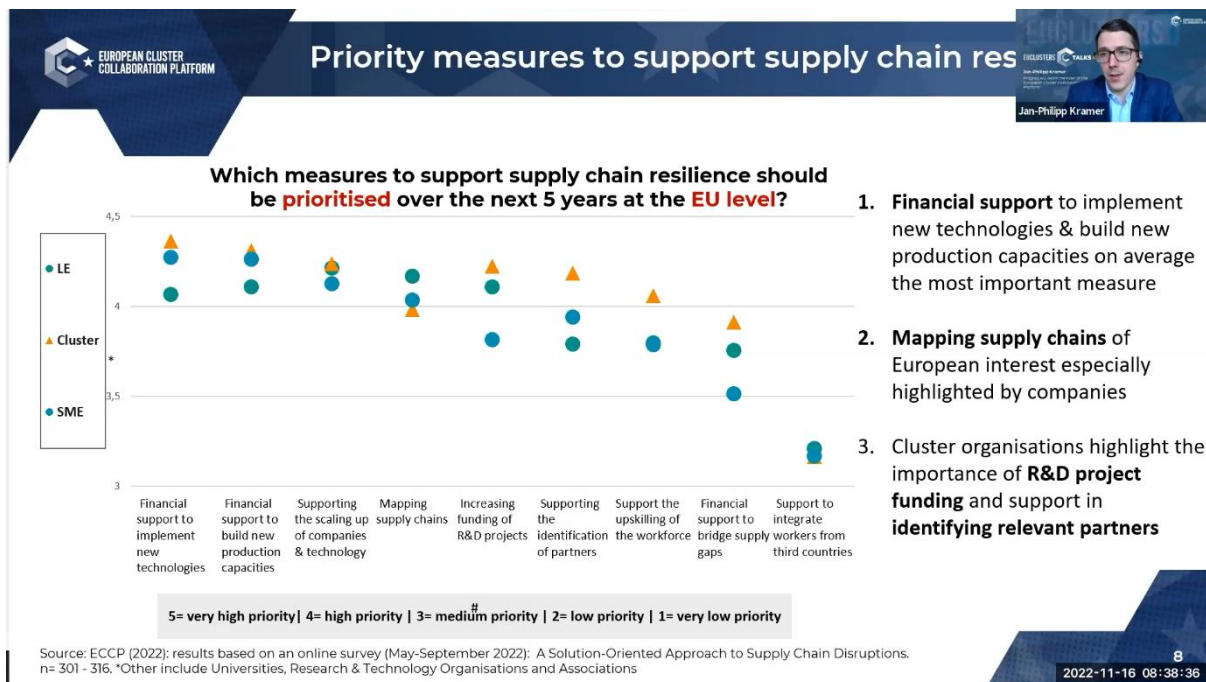 EUROPEAN CLUSTER
COLLABORATION PLATFORM
Priority measures to support supply chain res
EUCLUSTERS TALKS
Jan-Philipp Kramer
Jan-Philipp Kramer
Which measures to support supply chain resilience should
be prioritised over the next 5 years at the EU level?
4,5
4
3,5
3
LE
Cluster
*
SME
Financial support to implement new technologies
Financial support to build new production capacities
Supporting the scaling up of companies & technology
Mapping supply chains
Increasing funding of R&D projects
Supporting the identification of partners
Support the upskilling of the workforce
Financial support to bridge supply gaps
Support to integrate workers from third countries
#
5= very high priority| 4= high priority | 3= medium priority | 2= low priority | 1= very low priority
1. Financial support to implement
new technologies & build new
production capacities on average
the most important measure
2. Mapping supply chains of
European interest especially
highlighted by companies
3. Cluster organisations highlight the
importance of R&D project
funding and support in
identifying relevant partners
Source: ECCP (2022): results based on an online survey (May-September 2022): A Solution-Oriented Approach to Supply Chain Disruptions.
n= 301 - 316. *Other include Universities, Research & Technology Organisations and Associations
8
2022-11-16 08:38:36